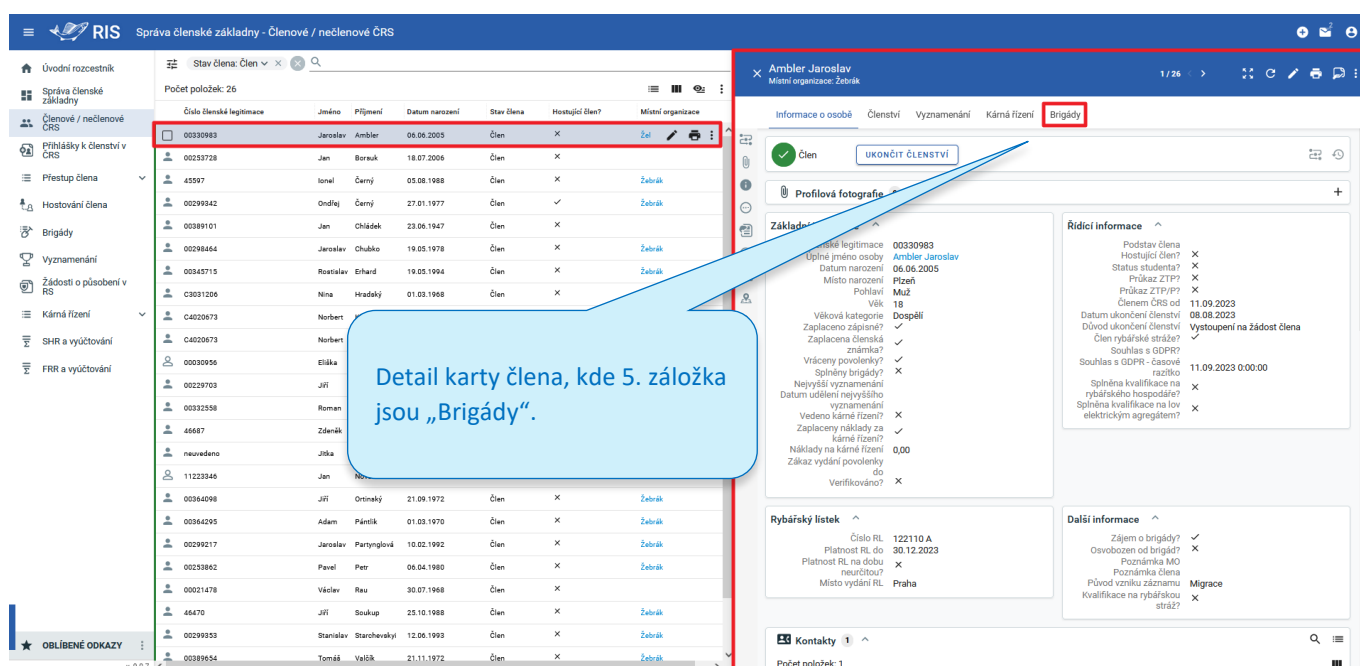 RIS
Správa členské základny - Členové / nečlenové ČRS
2
Úvodní rozcestník
Správa členské
základny
Členové / nečlenové
ČRS
Přihlášky k členství v
ČRS
Přestup člena
Hostování člena
Brigády
Vyznamenání
Žádosti o působení v
RS
Kárná řízení
SHR a vyúčtování
FRR a vyúčtování
OBLÍBENÉ ODKAZY
Stav člena: Člen
Počet položek: 26
Číslo členské legitimace Jméno Příjmení Datum narození Stav člena Hostující člen? Místní organizace
00330983 Jaroslav Ambler 06.06.2005 Člen Žel
00253728 Jan Borsuk 18.07.2006 Člen
45597 Ionel Černý 05.08.1988 Člen Žebrák
00299342 Ondřej Černý 27.01.1977 Člen Žebrák
00389101 Jan Chládek 23.06.1947 Člen
00298464 Jaroslav Chubko 19.05.1978 Člen Žebrák
00345715 Rostislav Erhard 19.05.1994 Člen Žebrák
C3031206 Nina Hradský 01.03.1968 Člen
C4020673 Norbert
C4020673 Norbert
00030956 Eliška
00229703 Jiří
00332558 Roman
46687 Zdeněk
neuvedeno Jitka
11223346 Jan
00364098 Jiří Ortinský 21.09.1972 Člen Žebrák
00364295 Adam Pántlik 01.03.1970 Člen Žebrák
00299217 Jaroslav Partynglová 10.02.1992 Člen Žebrák
00253862 Pavel Petr 06.04.1980 Člen Žebrák
00021478 Václav Rau 30.07.1968 Člen
46470 Jiří Soukup 25.10.1988 Člen Žebrák
00299353 Stanislav Starchevskyi 12.06.1993 Člen Žebrák
00389654 Tomáš Valčík 21.11.1972 Člen Žebrák
Detail karty člena, kde 5. záložka
jsou „Brigády“.
Ambler Jaroslav
Místní organizace: Žebrák
1 / 26
Informace o osobě Členství Vyznamenání Kárná řízení Brigády
Člen UKONČIT ČLENSTVÍ
Profilová fotografie
Základní
legitimace 00330983
Úplné jméno osoby Ambler Jaroslav
Datum narození 06.06.2005
Místo narození Plzeň
Pohlaví Muž
Věk 18
Věková kategorie Dospělí
Zaplaceno zápisné?
Zaplacena členská
známka?
Vráceny povolenky?
Splněny brigády?
Nejvyšší vyznamenání
Datum udělení nejvyššího
vyznamenání
Vedeno kárné řízení?
Zaplaceny náklady za
kárné řízení?
Náklady na kárné řízení 0,00
Zákaz vydání povolenky
do
Verifikováno?
Řídící informace
Podstav člena
Hostující člen?
Status studenta?
Průkaz ZTP?
Průkaz ZTP/P?
Členem ČRS od 11.09.2023
Datum ukončení členství 08.08.2023
Důvod ukončení členství Vystoupení na žádost člena
Člen rybářské stráže?
Souhlas s GDPR?
Souhlas s GDPR - časové
razítko 11.09.2023 0:00:00
Splněna kvalifikace na
rybářského hospodáře?
Splněna kvalifikace na lov
elektrickým agregátem?
Rybářský lístek
Číslo RL 122110 A
Platnost RL do 30.12.2023
Platnost RL na dobu
neurčitou?
Místo vydání RL Praha
Další informace
Zájem o brigády?
Osvobozen od brigád?
Poznámka MO
Poznámka člena
Původ vzniku záznamu Migrace
Kvalifikace na rybářskou
stráž?
Kontakty 1
Počet položek: 1